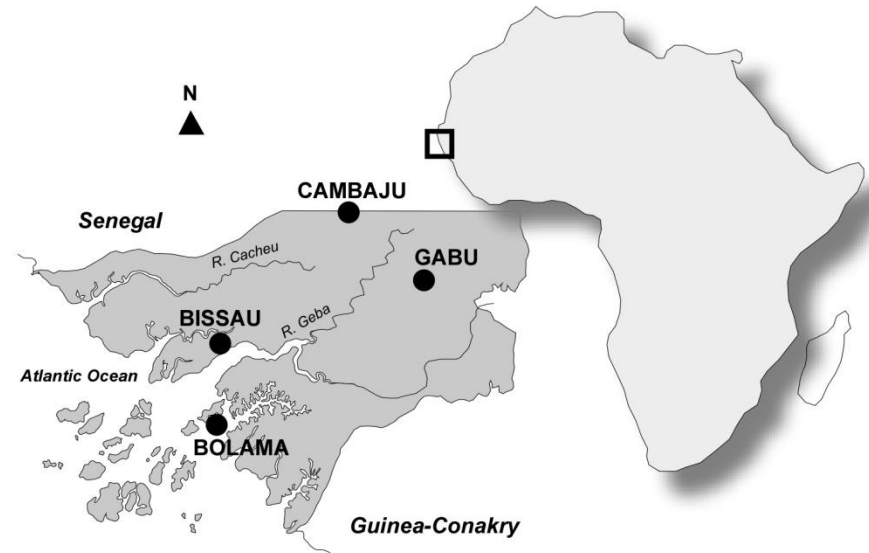 N
CAMBAJU
Senegal
R. Cacheu
GABU
BISSAU
R. Geba
Atlantic Ocean
BOLAMA
Guinea-Conakry